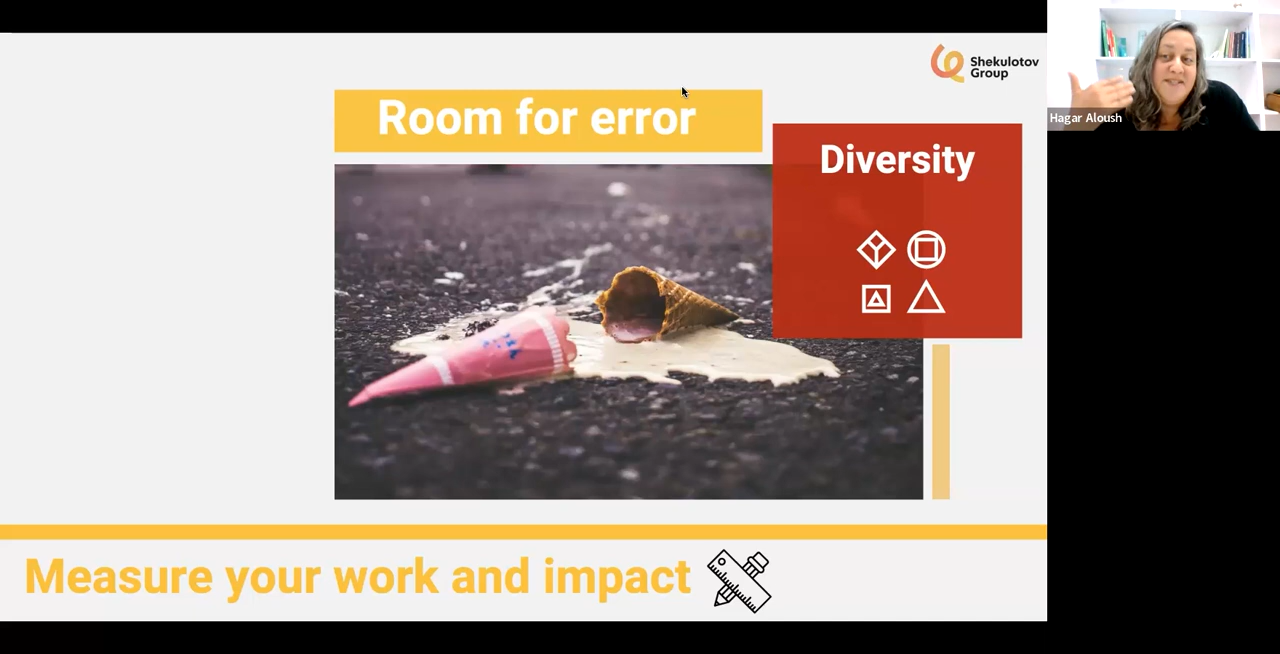 Shekulotov
Group
Room for error
Diversity
Measure your work and impact
Hagar Aloush